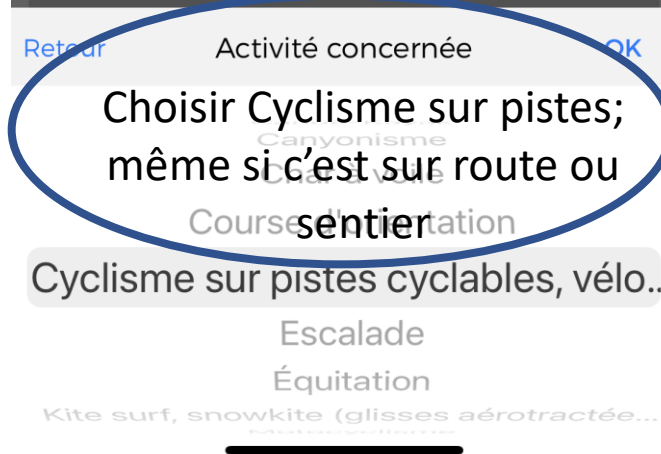 Retour Activité concernée OK
Choisir Cyclisme sur pistes;
Canyonisme
même si c’est sur route ou
Char à voile
Course d'orientation
sentier
Cyclisme sur pistes cyclables, vélo..
Escalade
Équitation
Kite surf, snowkite (glisses aérotractée...